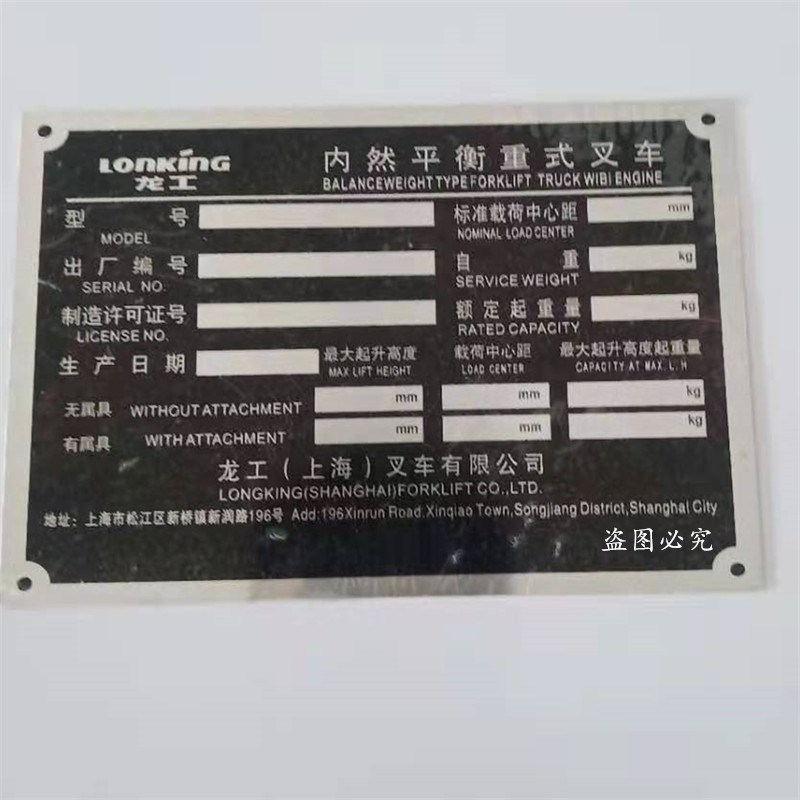 LONKING 内然平衡重式叉车
龙工 BALANCEWEIGHT TYPE FORKLIFT TRUCK WIBI ENGINE
型 号 标准载荷中心距 mm
MODEL NOMINAL LOAD CENTER
出厂编号 自 重 kg
SERIAL NO. SERVICE WEIGHT
制造许可证号 额定起重量 kg
LICENSE NO. RATED CAPACITY
生产日期 最大起升高度 载荷中心距 最大起升高度起重量
MAX LIFT HEIGHT LOAD CENTER CAPACITY AT MAX. L. H
无属具 WITHOUT ATTACHMENT mm mm kg
有属具 WITH ATTACHMENT mm mm kg
龙工(上海)叉车有限公司
LONGKING(SHANGHAI)FORKLIFT CO.,LTD.
地址: 上海市松江区新桥镇新润路196号 Add:196Xinrun Road.Xinqiao Town,Songjiang District,Shanghai City
盗图必究